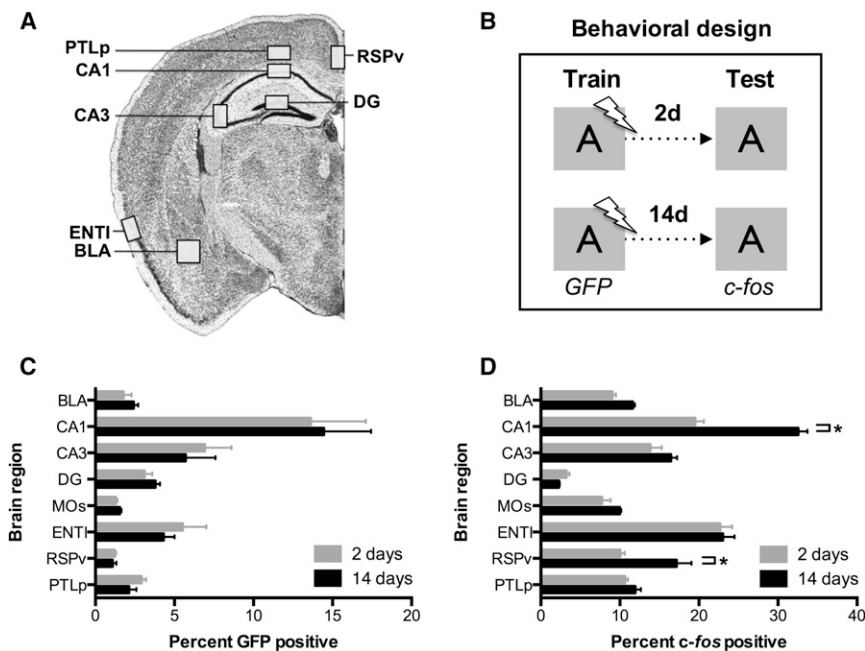 A
PTLp
CA1
CA3
RSPv
DG
ENTl
BLA
B
Behavioral design
Train Test
A 2d A
A 14d A
GFP c-fos
C
Brain region
BLA
CA1
CA3
DG
MOs
ENTl
RSPv
PTLp
2 days
14 days
0 5 10 15 20
Percent GFP positive
D
Brain region
BLA
CA1 *
CA3
DG
MOs
ENTl
RSPv *
PTLp
2 days
14 days
0 10 20 30 40
Percent c-fos positive